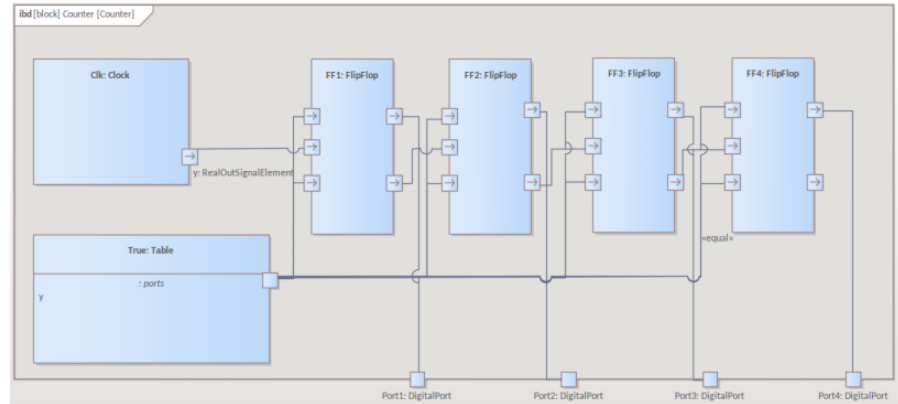 ibd [block] Counter [Counter]
Clk: Clock
FF1: FlipFlop
FF2: FlipFlop
FF3: FlipFlop
FF4: FlipFlop
y: RealOutSignalElement
True: Table
: ports
y
«equal»
Port1: DigitalPort
Port2: DigitalPort
Port3: DigitalPort
Port4: DigitalPort